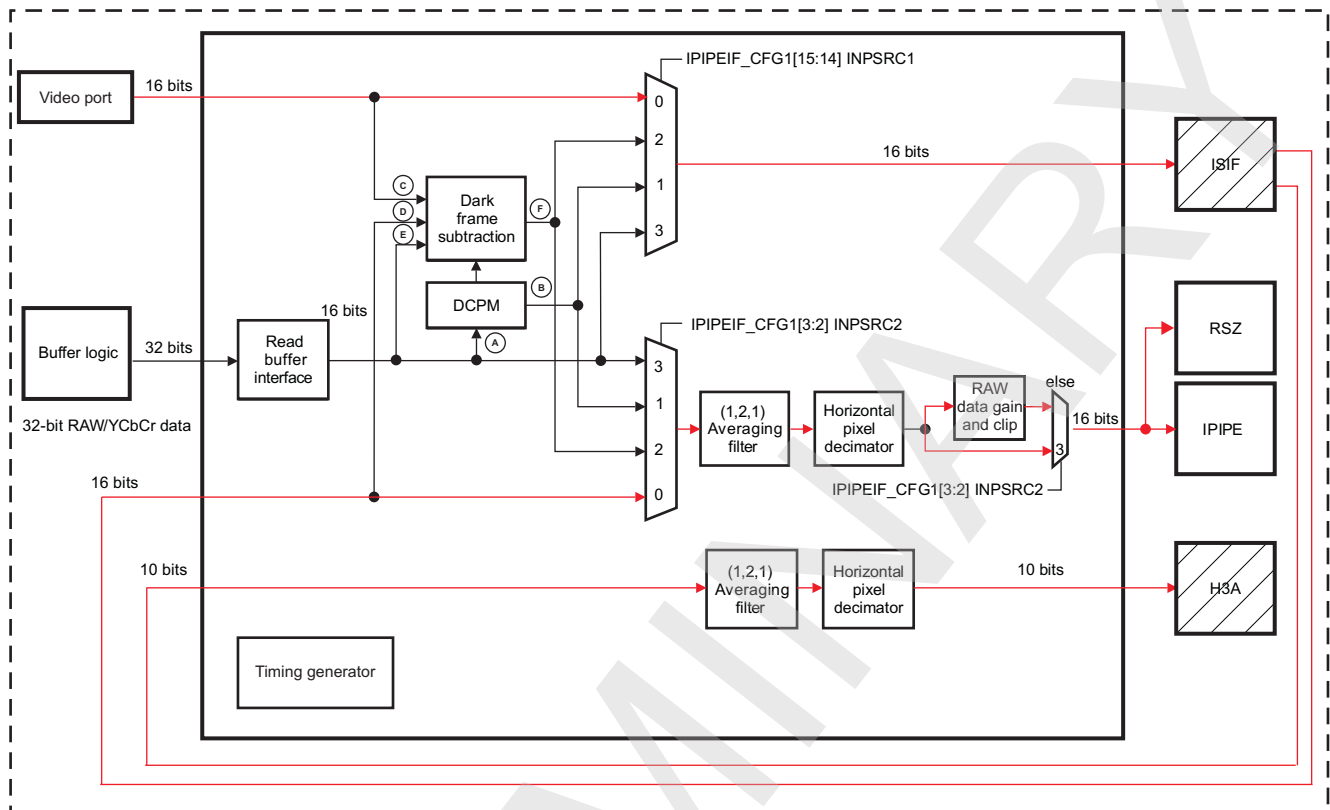 IPIPEIF_CFG1[15:14] INPSRC1
16 bits
Video port
0
2
16 bits
ISIF
1
C
Dark
frame
subtraction
D
F
E
3
B
DCPM
16 bits
A
IPIPEIF_CFG1[3:2] INPSRC2
RSZ
Buffer logic
32 bits
Read
buffer
interface
3
else
RAW
data gain
and clip
1
32-bit RAW/YCbCr data
(1,2,1)
Averaging
filter
Horizontal
pixel
decimator
16 bits
IPIPE
2
3
16 bits
0
IPIPEIF_CFG1[3:2] INPSRC2
10 bits
(1,2,1)
Averaging
filter
Horizontal
pixel
decimator
10 bits
H3A
Timing generator
MINARY